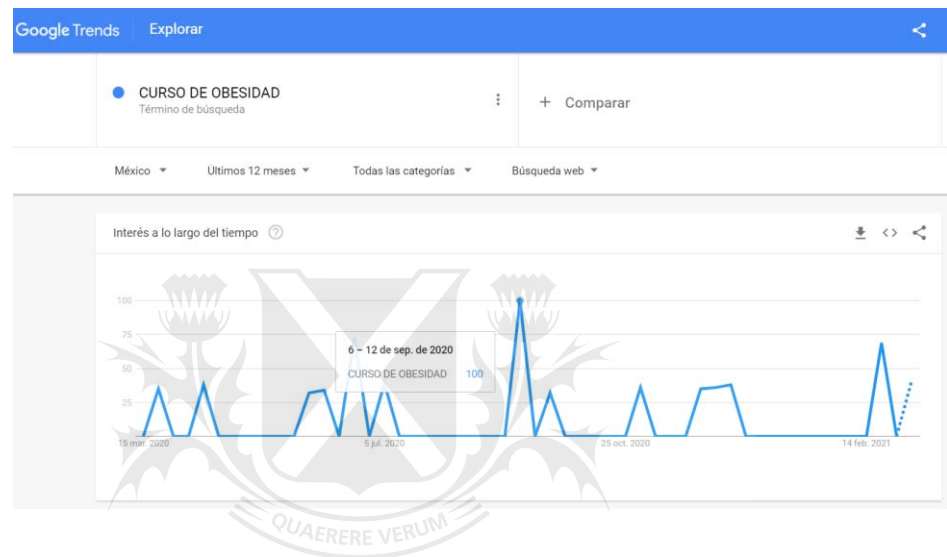 Google Trends Explorar
CURSO DE OBESIDAD
Término de búsqueda
+ Comparar
México Ultimos 12 meses Todas las categorías Búsqueda web
Interés a lo largo del tiempo
100
75
50
25
6 – 12 de sep. de 2020
CURSO DE OBESIDAD 100
15 mar. 2020 5 jul. 2020 25 oct. 2020 14 feb. 2021
QUAERERE VERUM